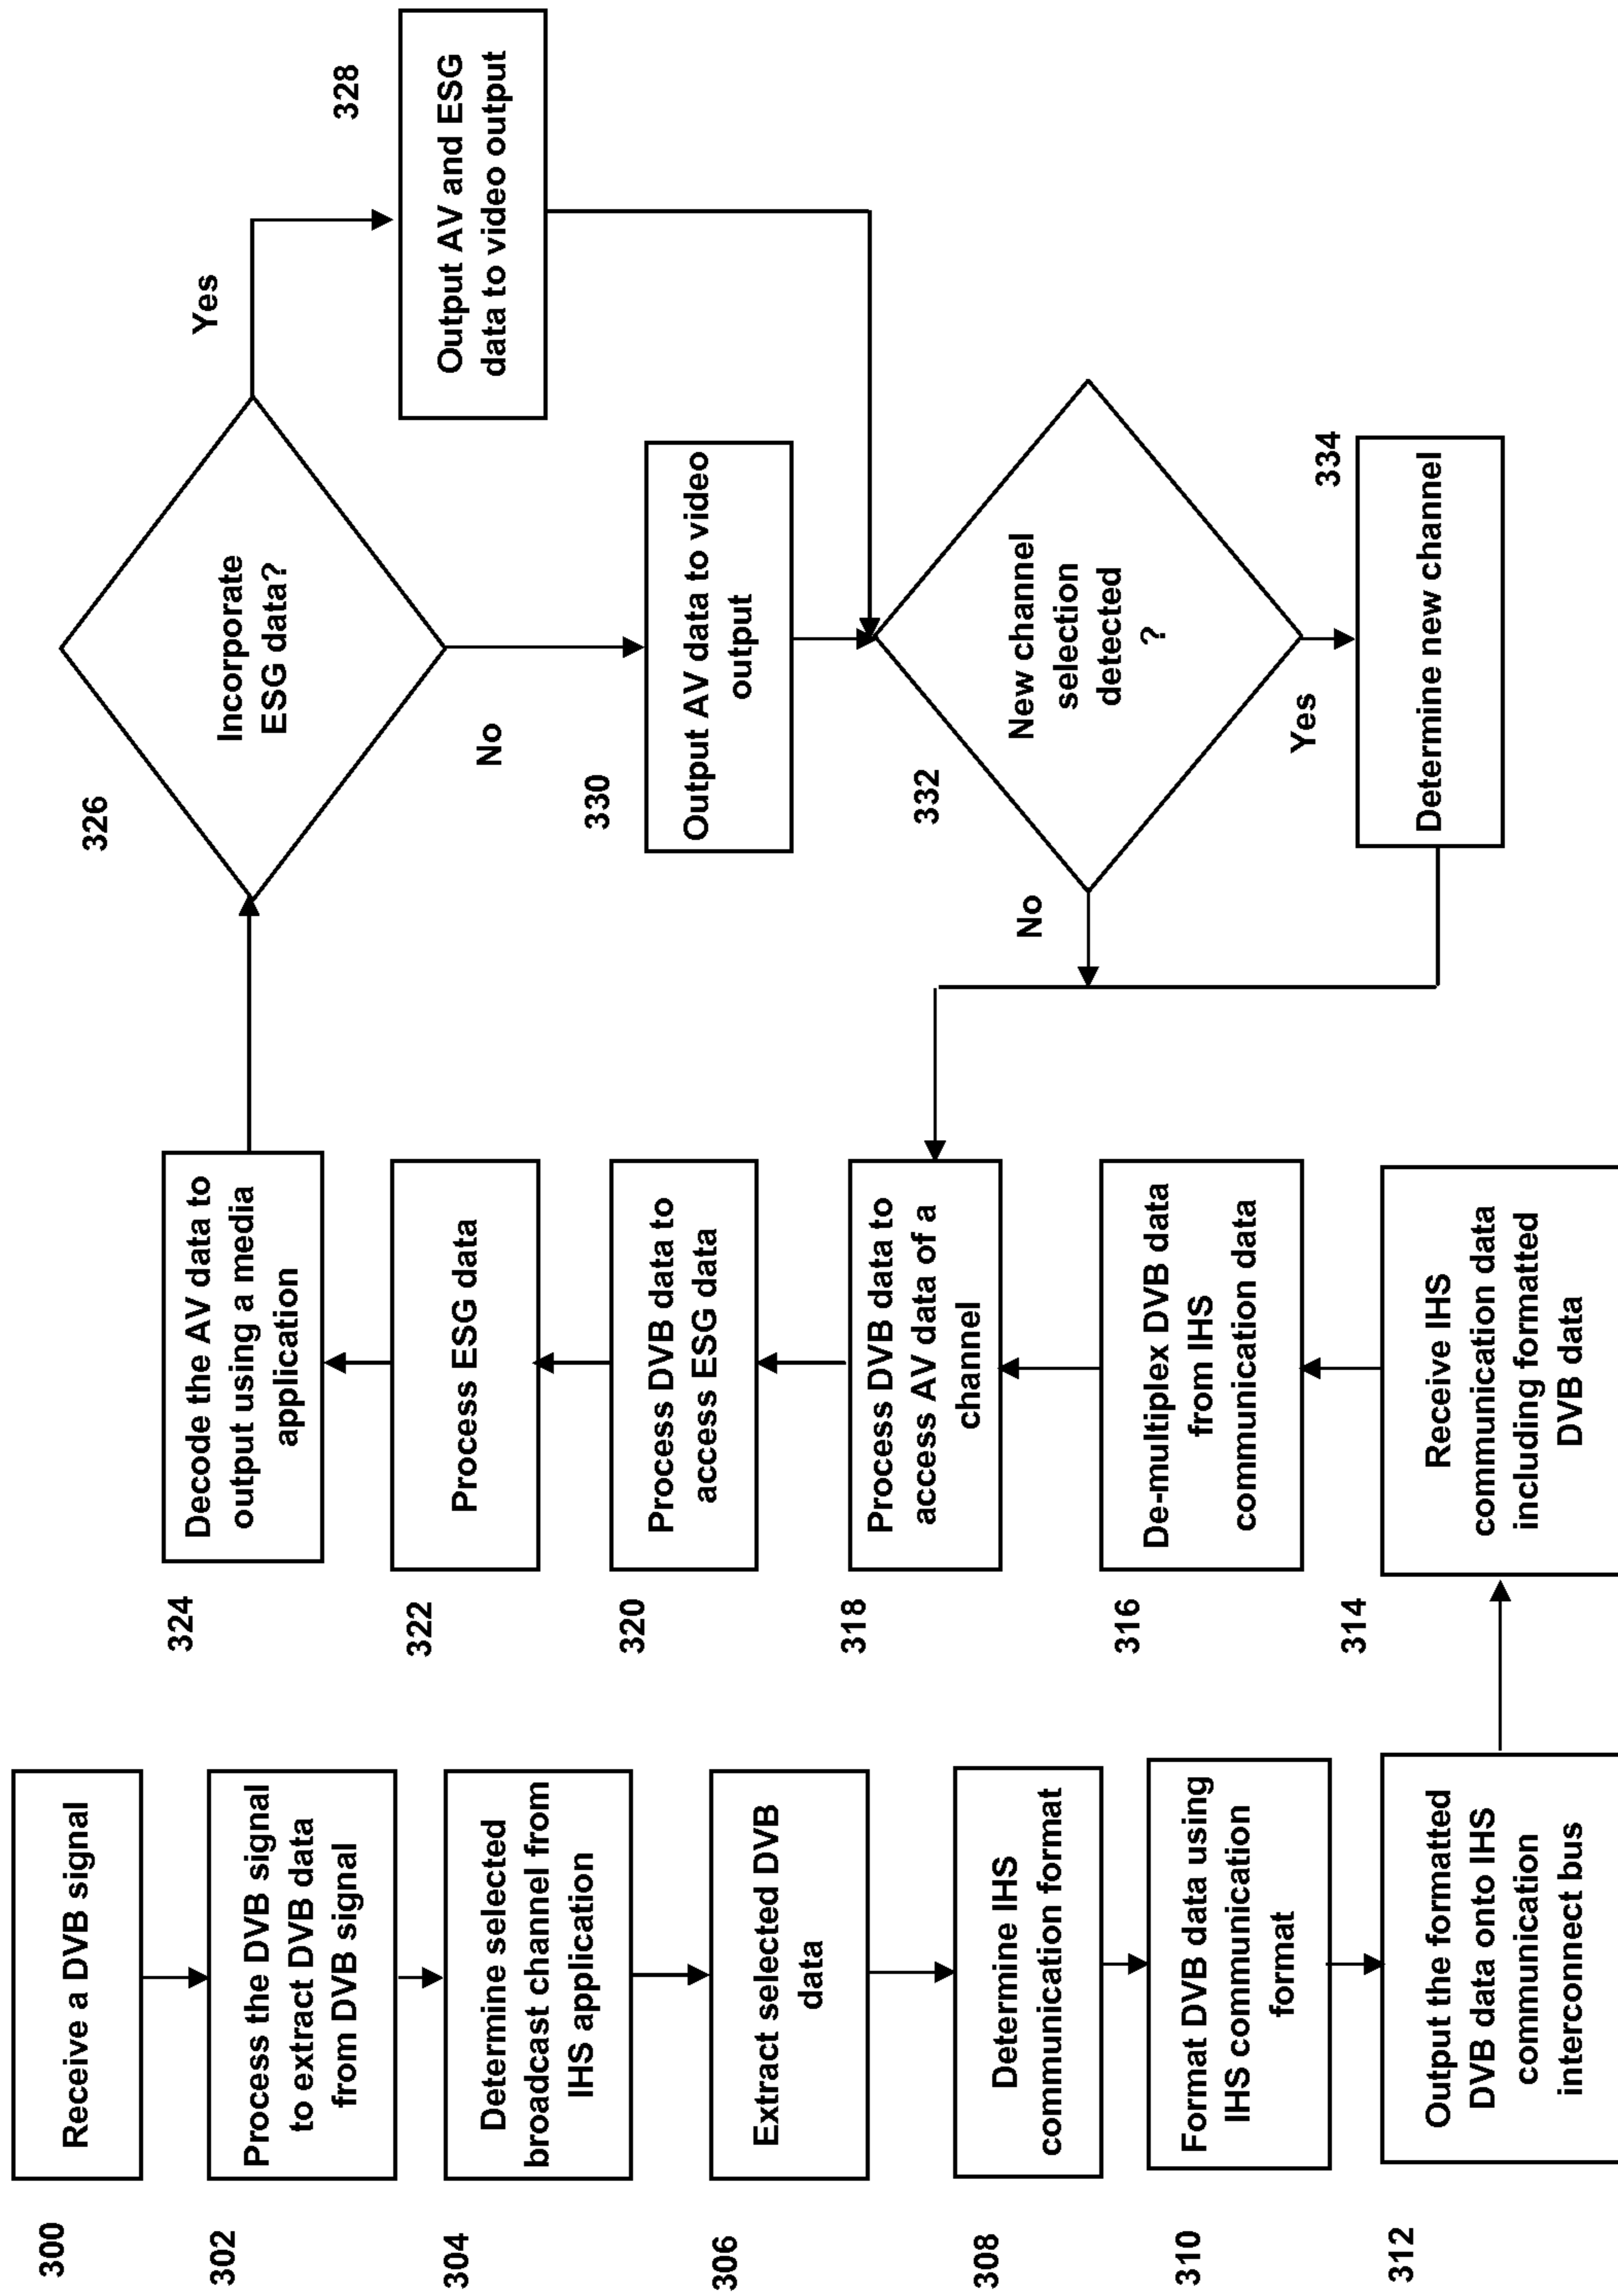 300
Receive a DVB signal
302
Process the DVB signal
to extract DVB data
from DVB signal
304
Determine selected
broadcast channel from
IHS application
306
Extract selected DVB
data
308
Determine IHS
communication format
310
Format DVB data using
IHS communication
format
312
Output the formatted
DVB data onto IHS
communication
interconnect bus
314
Receive IHS
communication data
including formatted
DVB data
316
De-multiplex DVB data
from IHS
communication data
318
Process DVB data to
access AV data of a
channel
320
Process DVB data to
access ESG data
322
Process ESG data
324
Decode the AV data to
output using a media
application
326
Incorporate
ESG data?
Yes
328
Output AV and ESG
data to video output
No
330
Output AV data to video
output
332
New channel
selection
detected
?
No
Yes
334
Determine new channel